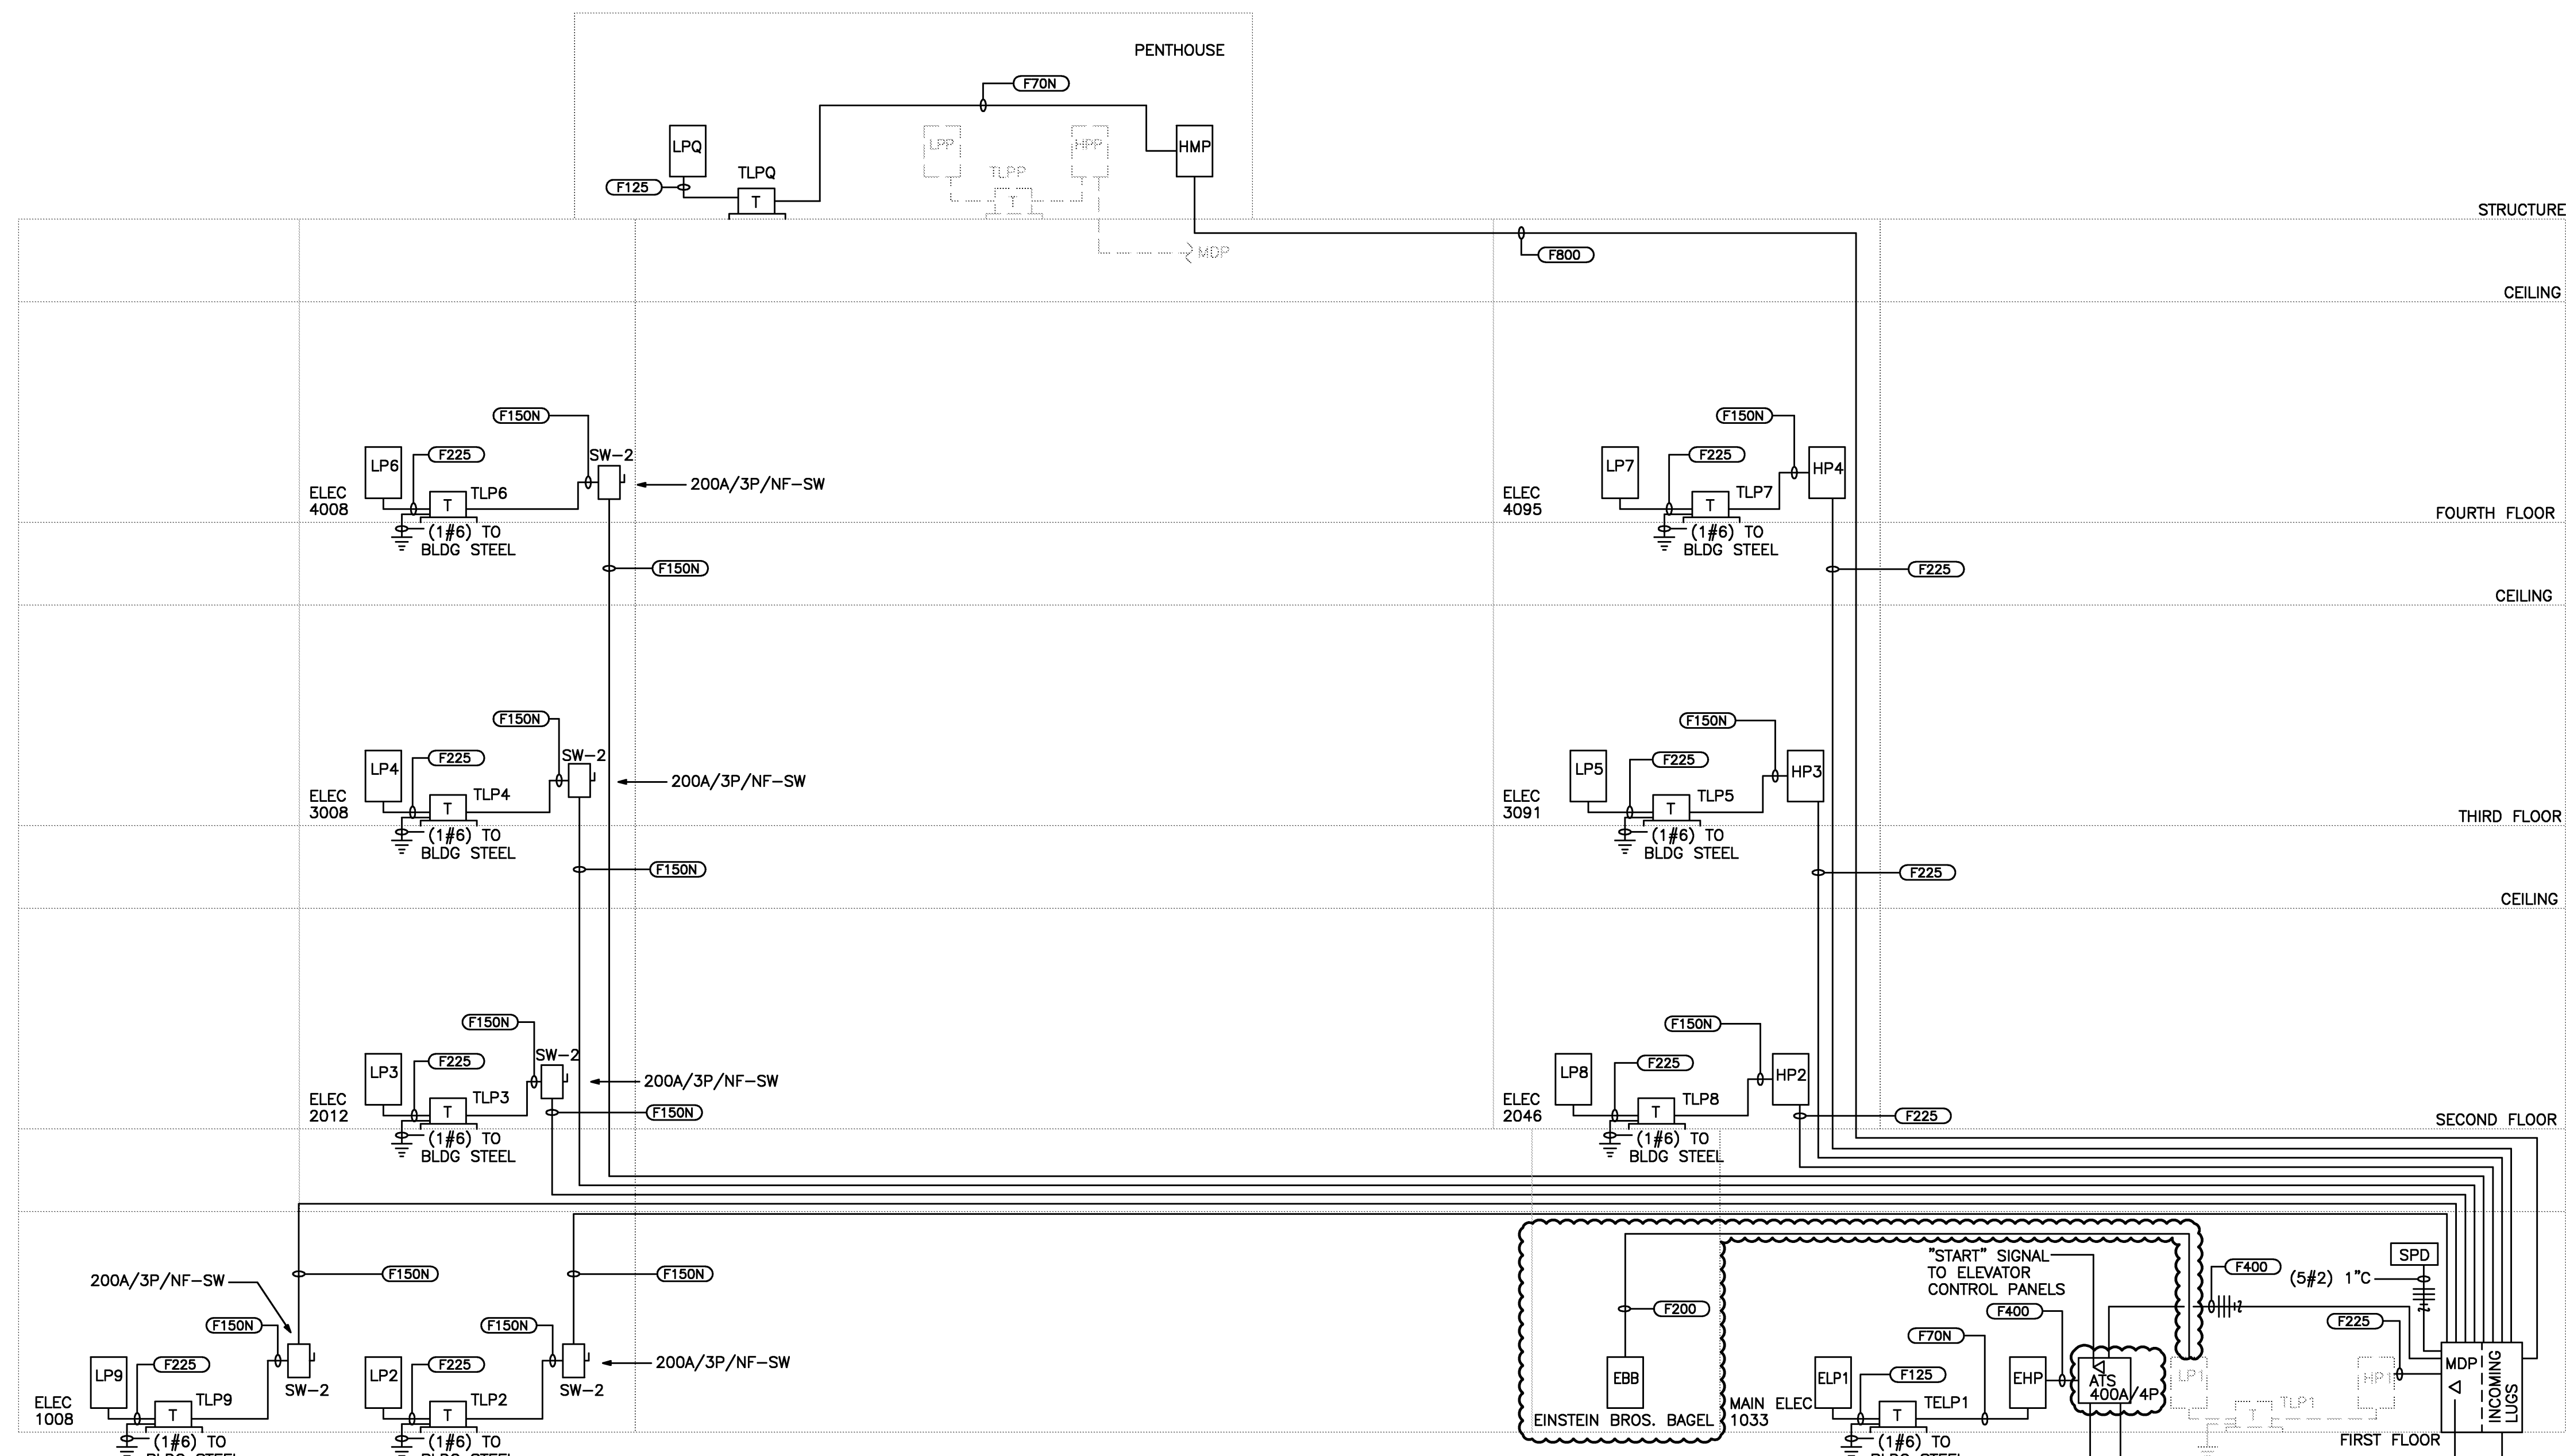 PENTHOUSE
F70N
LPQ
LPP
HPP
HMP
TLPQ
TLPP
F125
T
T
STRUCTURE
MDP
F800
CEILING
F150N
F150N
F225
SW-2
F225
LP6
LP7
HP4
200A/3P/NF-SW
ELEC
4008
T
TLP6
ELEC
4095
T
TLP7
FOURTH FLOOR
(1#6) TO
BLDG STEEL
(1#6) TO
BLDG STEEL
F150N
F225
CEILING
F150N
F150N
F225
SW-2
F225
LP4
LP5
HP3
200A/3P/NF-SW
ELEC
3008
T
TLP4
ELEC
3091
T
TLP5
THIRD FLOOR
(1#6) TO
BLDG STEEL
(1#6) TO
BLDG STEEL
F150N
F225
CEILING
F150N
F150N
F225
SW-2
F225
LP3
LP8
HP2
200A/3P/NF-SW
ELEC
2012
T
TLP3
F150N
ELEC
2046
T
TLP8
F225
SECOND FLOOR
(1#6) TO
BLDG STEEL
(1#6) TO
BLDG STEEL
200A/3P/NF-SW
F150N
F150N
F200
"START" SIGNAL
TO ELEVATOR
CONTROL PANELS
F400
SPD
(5#2) 1"C
F150N
F150N
F400
F225
F70N
F225
F225
200A/3P/NF-SW
LP9
SW-2
LP2
SW-2
EBB
ELP1
F125
EHP
ATS
400A/4P
LP1
HP1
MDP
INCOMING
LUGS
ELEC
1008
T
TLP9
T
TLP2
EINSTEIN BROS. BAGEL
MAIN ELEC
1033
T
TELP1
T
TLP1
FIRST FLOOR
(1#6) TO
BLDG STEEL
(1#6) TO
BLDG STEEL
(1#6) TO
BLDG STEEL